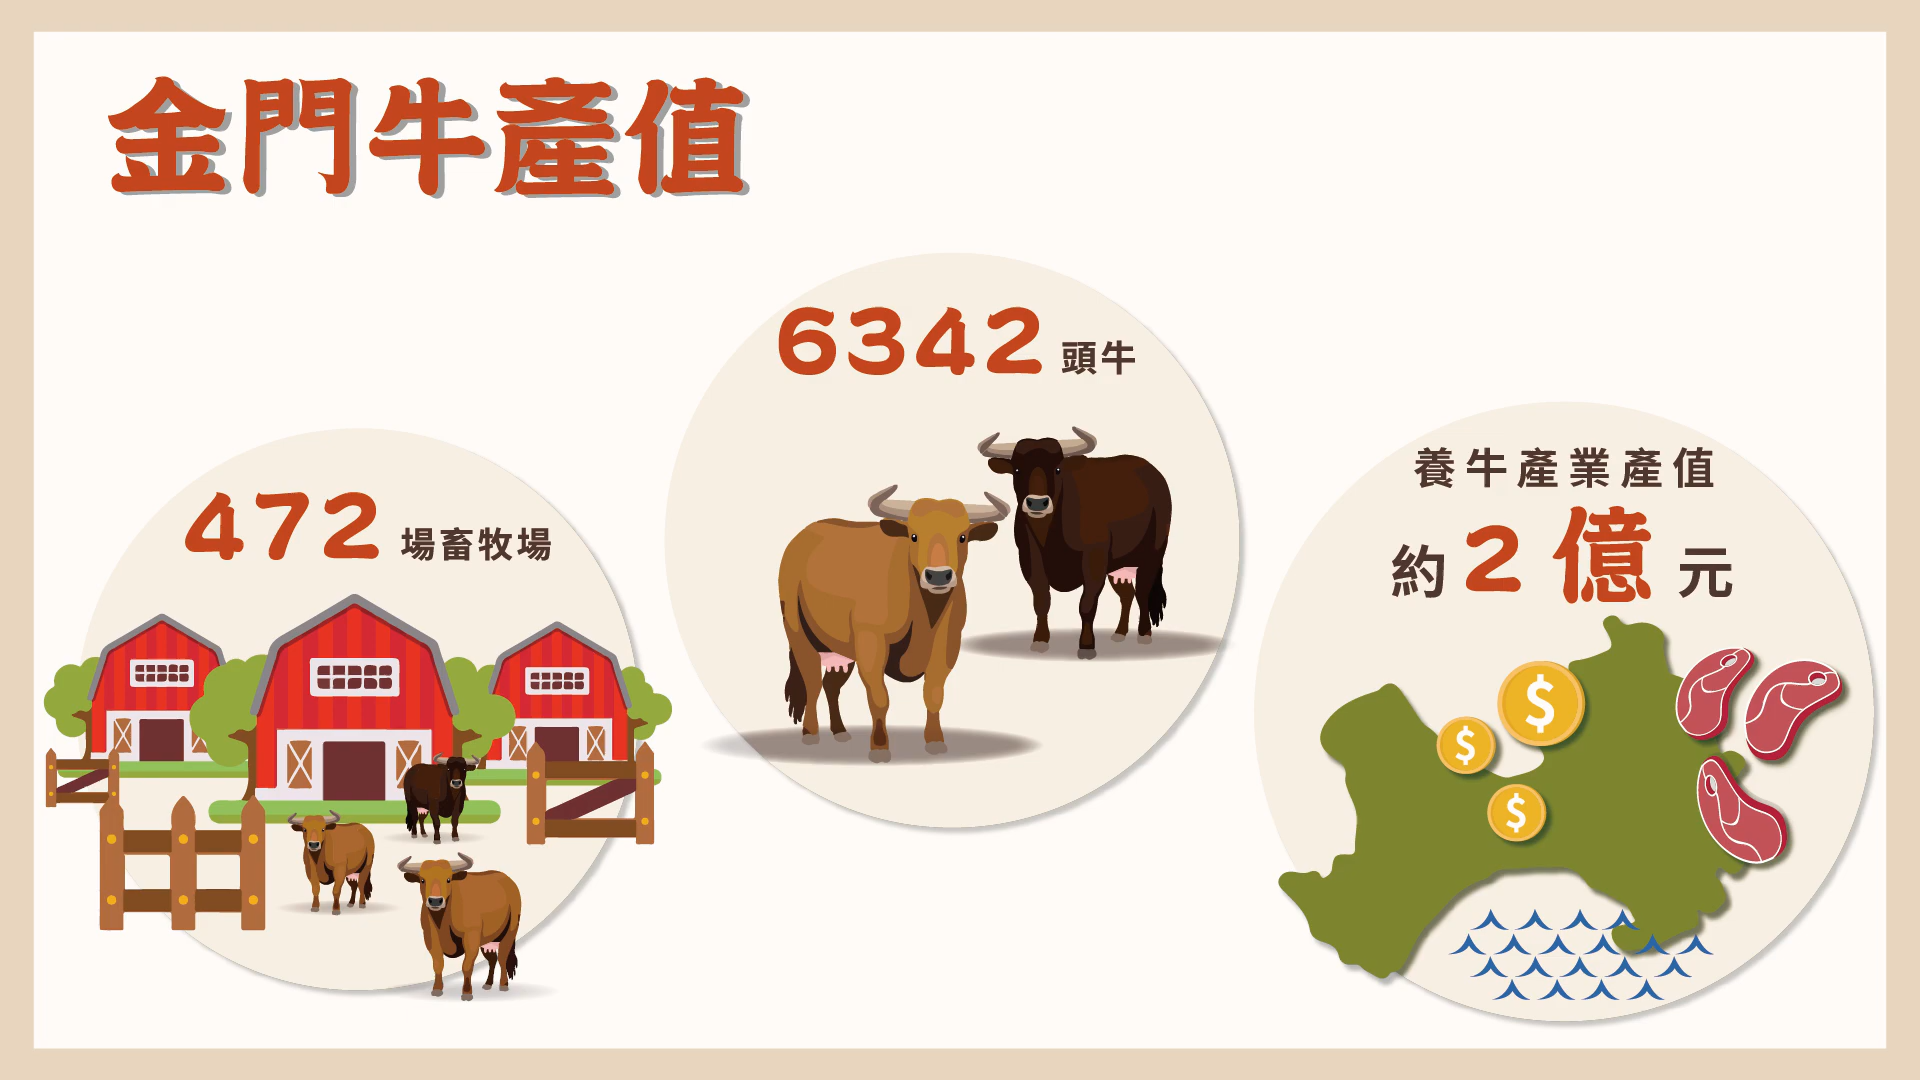 金門牛產值
472 場畜牧場
6342 頭牛
養牛產業產值
約2億元
$
$
$